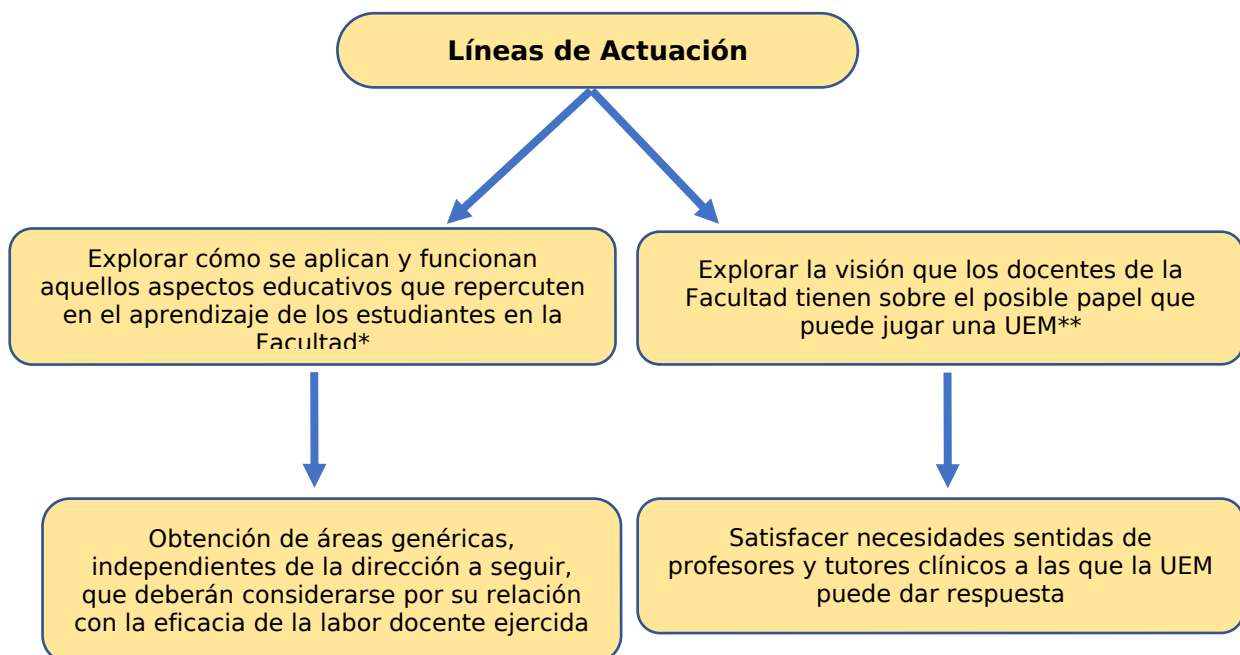 Líneas de Actuación
Explorar cómo se aplican y funcionan
aquellos aspectos educativos que repercuten
en el aprendizaje de los estudiantes en la
Facultad*
Explorar la visión que los docentes de la
Facultad tienen sobre el posible papel que
puede jugar una UEM**
Obtención de áreas genéricas,
independientes de la dirección a seguir,
que deberán considerarse por su relación
con la eficacia de la labor docente ejercida
Satisfacer necesidades sentidas de
profesores y tutores clínicos a las que la UEM
puede dar respuesta